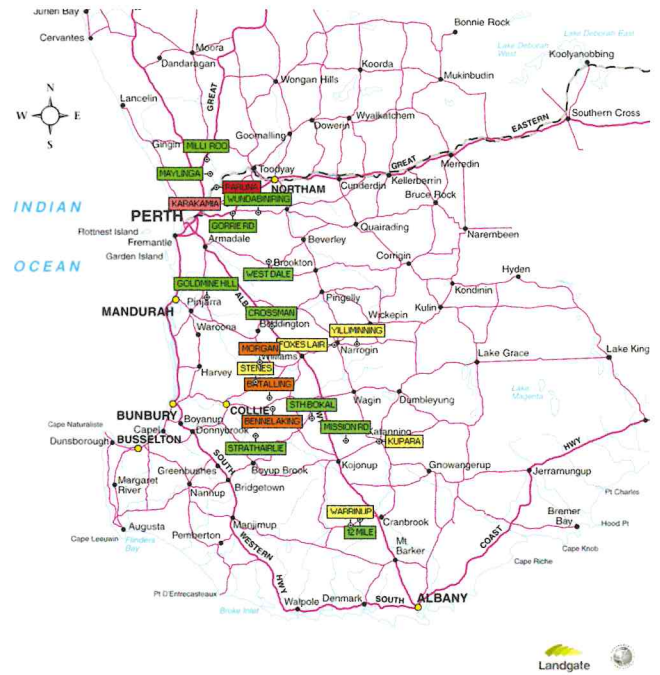 Jurien Bay
Cervantes
Bonnie Rock
Lake Deborah East
Lake Deborah
West
Koolyanobbing
Moora
Dandaragan
Koorda
Mukinbudin
Wongan Hills
Lancelin
GREAT
N
W
E
S
Wyalkatchem
Dowerin
Southern Cross
EASTERN
Goomalling
Gingin
MILLI ROO
Merredin
GREAT
Toodyay
MAYLINGA
NORTHAM
PARUNA
Cunderdin
Kellerberrin
WUNDABINIRING
Bruce Rock
KARAKAMIA
INDIAN
PERTH
GORRIE RD
Quairading
Rottnest Island
Narembeen
Fremantle
Armadale
Beverley
Garden Island
Corrigin
OCEAN
Brookton
WEST DALE
Hyden
GOLDMINE HILL
Kondinin
Pinjarra
ALB
Pingelly
MANDURAH
CROSSMAN
Kulin
Wickepin
Waroona
Boddington
YILLIMINNING
MORGAN
FOXES LAIR
Narrogin
Lake King
Williams
Lake Grace
Harvey
STENES
BATALLING
Lake
Magenta
Wagin
Dumbleyung
BUNBURY
COLLIE
STH BOKAL
Boyanup
BENNELAKING
MISSION RD
Cape Naturaliste
Capel
Donnybrook
Katanning
Dunsborough
BUSSELTON
STRATHAIRLIE
KUPARA
HWY
SOUTH
Kojonup
Greenbushes
Boyup Brook
Gnowangerup
Jerramungup
Margaret
River
Bridgetown
Nannup
Pt Charles
WARRINUP
Bremer
Bay
Augusta
Manjimup
Cranbrook
Hood Pt
12 MILE
Pemberton
Cape Leeuwin
Flinders
Bay
WESTERN
Mt
Barker
COAST
Cape Knob
Cape Riche
HWY
Pt D'Entrecasteaux
Broke Inlet
Walpole
Denmark
SOUTH
ALBANY
Landgate